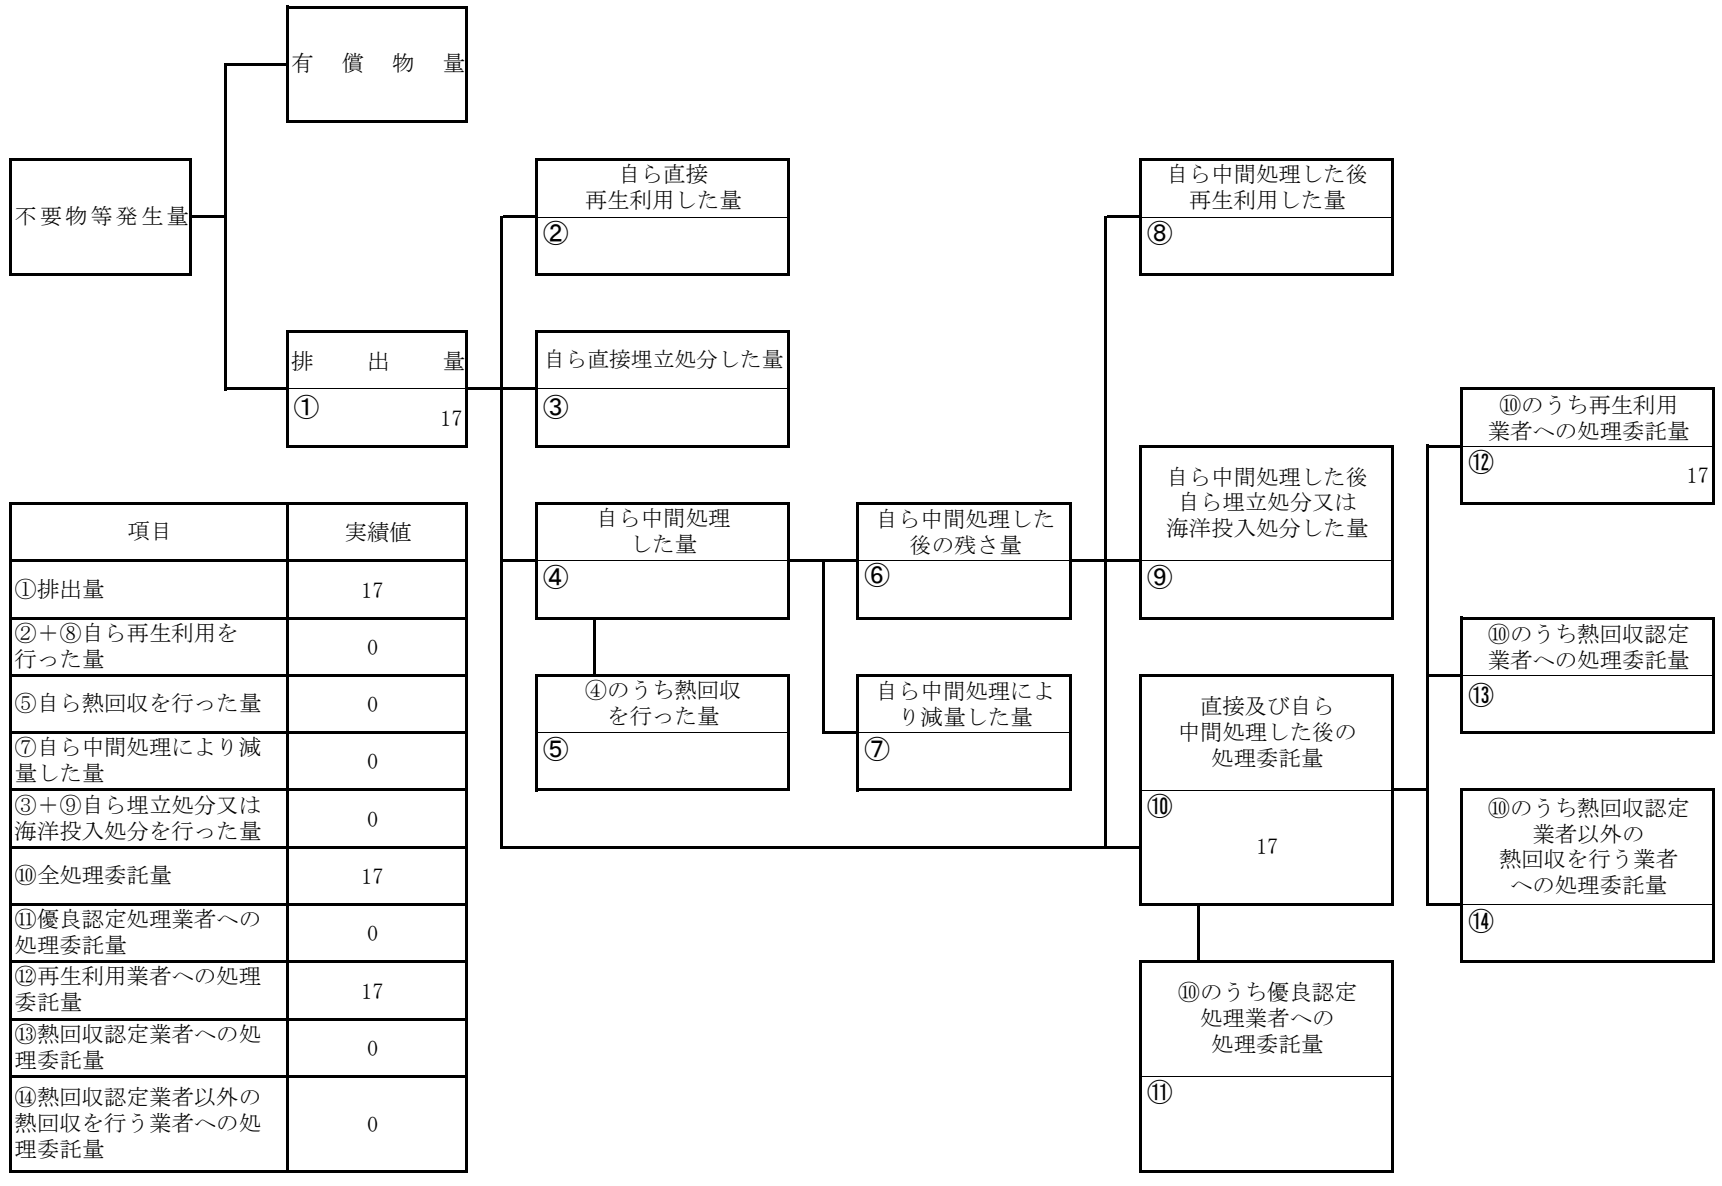 有償物量
不要物等発生量
排出量
①
17
自ら直接
再生利用した量
②
自ら直接埋立処分した量
③
自ら中間処理
した量
④
④のうち熱回収
を行った量
⑤
自ら中間処理した
後の残さ量
⑥
自ら中間処理によ
り減量した量
⑦
自ら中間処理した後
再生利用した量
⑧
自ら中間処理した後
自ら埋立処分又は
海洋投入処分した量
⑨
直接及び自ら
中間処理した後の
処理委託量
⑩
17
⑩のうち優良認定
処理業者への
処理委託量
⑪
⑩のうち再生利用
業者への処理委託量
⑫
17
⑩のうち熱回収認定
業者への処理委託量
⑬
⑩のうち熱回収認定
業者以外の
熱回収を行う業者
への処理委託量
⑭
項目 実績値
①排出量 17
②＋⑧自ら再生利用を
行った量 0
⑤自ら熱回収を行った量 0
⑦自ら中間処理により減
量した量 0
③＋⑨自ら埋立処分又は
海洋投入処分を行った量 0
⑩全処理委託量 17
⑪優良認定処理業者への
処理委託量 0
⑫再生利用業者への処理
委託量 17
⑬熱回収認定業者への処
理委託量 0
⑭熱回収認定業者以外の
熱回収を行う業者への処
理委託量 0